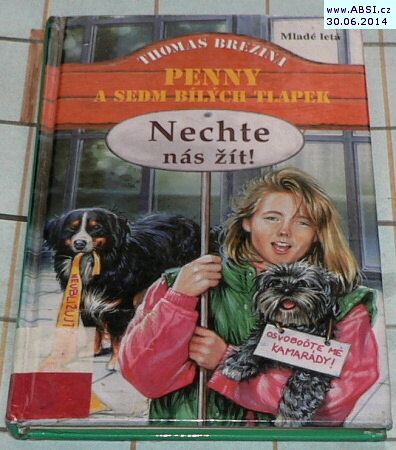 www.ABSI.cz
30.06.2014
Mladé letá
THOMAS BREZINA
PENNY
A SEDM BÍLÝCH TLAPEK
Nechte
nás žít!
OSVOBOĎTE MÉ
KAMARÁDY!